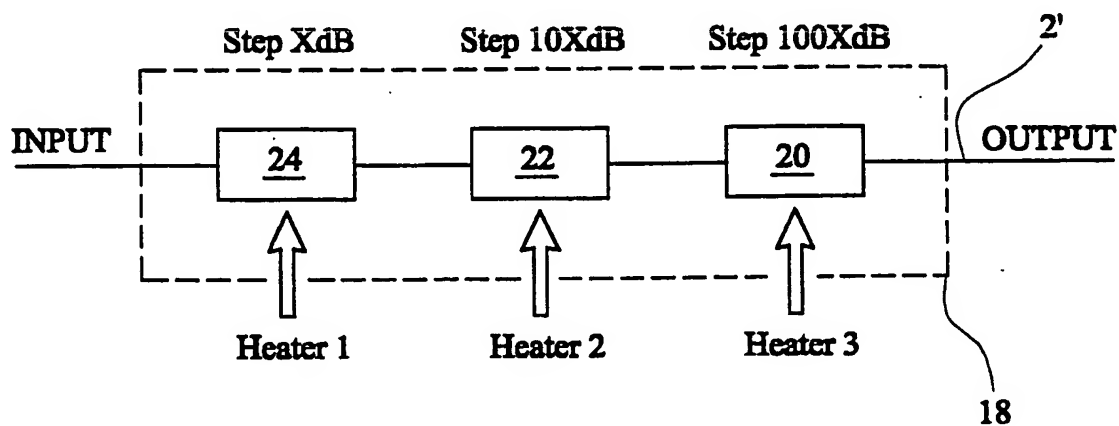 Step XdB
Step 10XdB
Step 100XdB
2'
INPUT
24
22
20
OUTPUT
Heater 1
Heater 2
Heater 3
18